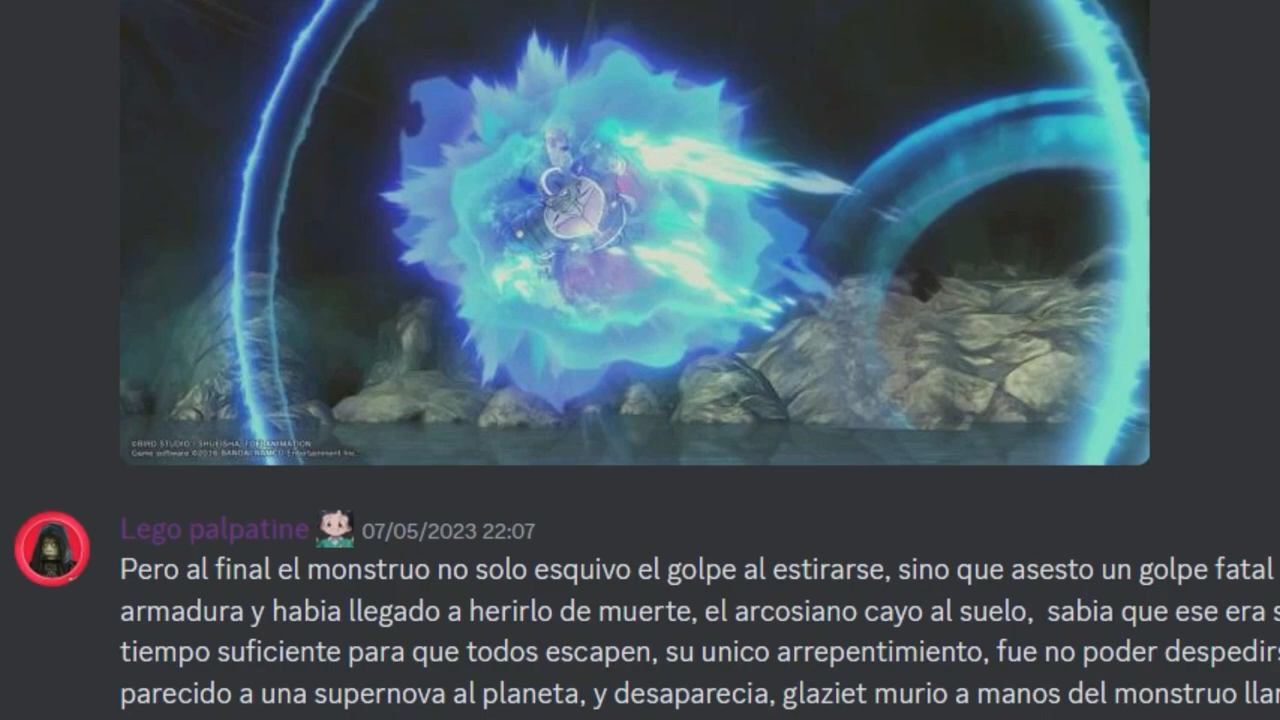 ©BIRD STUDIO / SHUEISHA, TOEI ANIMATION
Game software ©2016 BANDAI NAMCO Entertainment Inc.
Lego palpatine 07/05/2023 22:07
Pero al final el monstruo no solo esquivo el golpe al estirarse, sino que asesto un golpe fatal
armadura y habia llegado a herirlo de muerte, el arcosiano cayo al suelo,  sabia que ese era
tiempo suficiente para que todos escapen, su unico arrepentimiento, fue no poder
parecido a una supernova al planeta, y desaparecia, glaziet murio a manos del monstruo